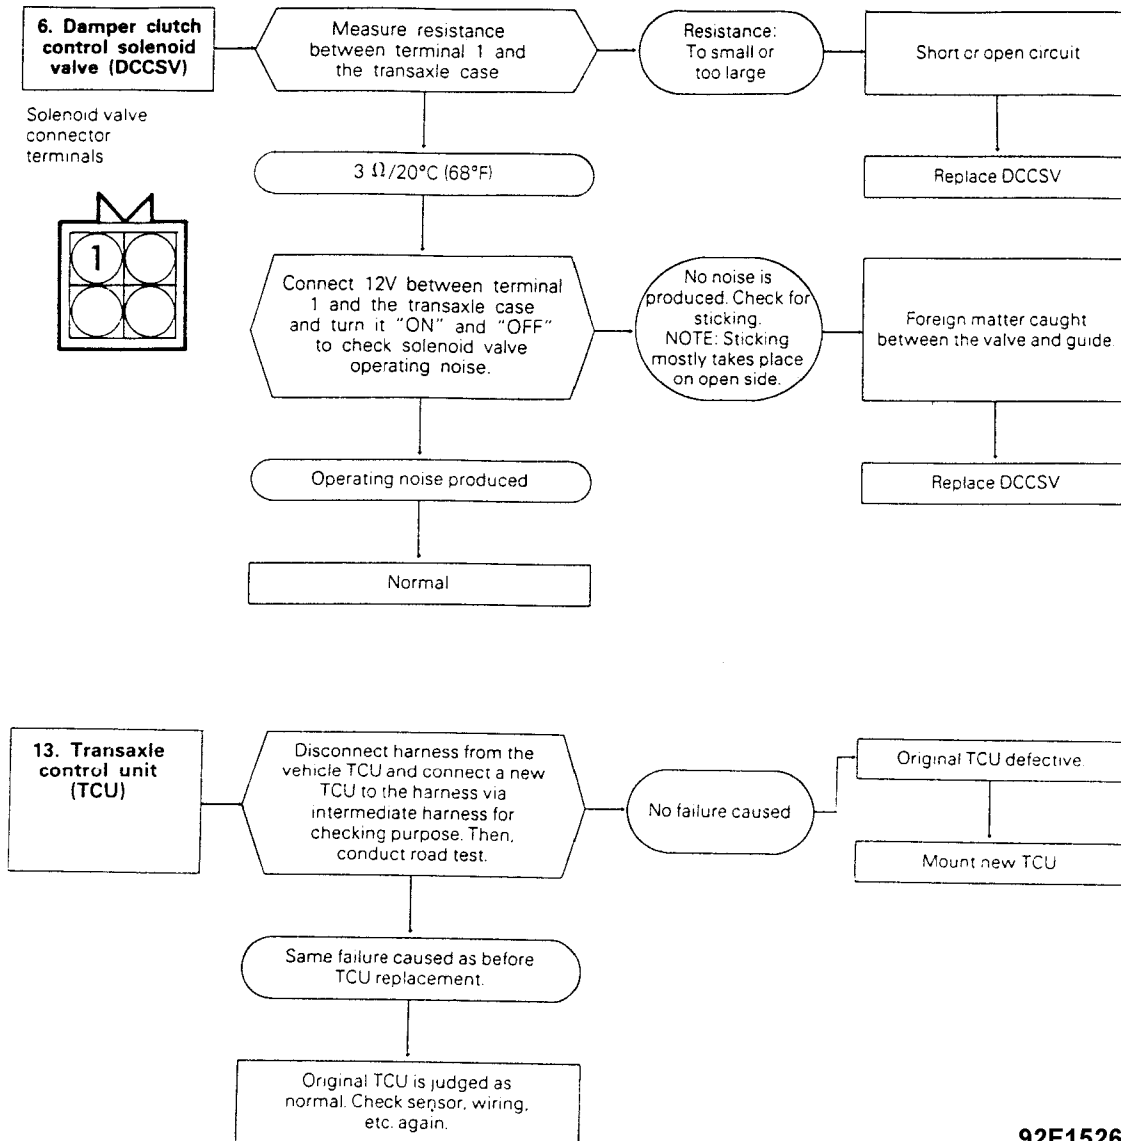 6. Damper clutch
control solenoid
valve (DCCSV)
Measure resistance
between terminal 1 and
the transaxle case
Resistance:
To small or
too large
Short or open circuit
Solenoid valve
connector
terminals
3 Ω/20°C (68°F)
Replace DCCSV
1
Connect 12V between terminal
1 and the transaxle case
and turn it "ON" and "OFF"
to check solenoid valve
operating noise.
No noise is
produced. Check for
sticking.
NOTE: Sticking
mostly takes place
on open side.
Foreign matter caught
between the valve and guide.
Operating noise produced
Replace DCCSV
Normal
13. Transaxle
control unit
(TCU)
Disconnect harness from the
vehicle TCU and connect a new
TCU to the harness via
intermediate harness for
checking purpose. Then,
conduct road test.
No failure caused
Original TCU defective.
Mount new TCU
Same failure caused as before
TCU replacement.
Original TCU is judged as
normal. Check sensor, wiring,
etc. again.
92F1526